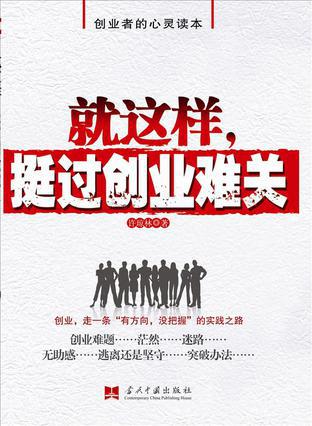 创业者的心灵读本
就这样,
挺过创业难关
林◎著
创业,走一条“有方向,没把握”的实践之路
创业难题……茫然……迷路……
无助感……逃离还是坚守……突破办法……
当代中国出版社
Contemporary China Publishing House